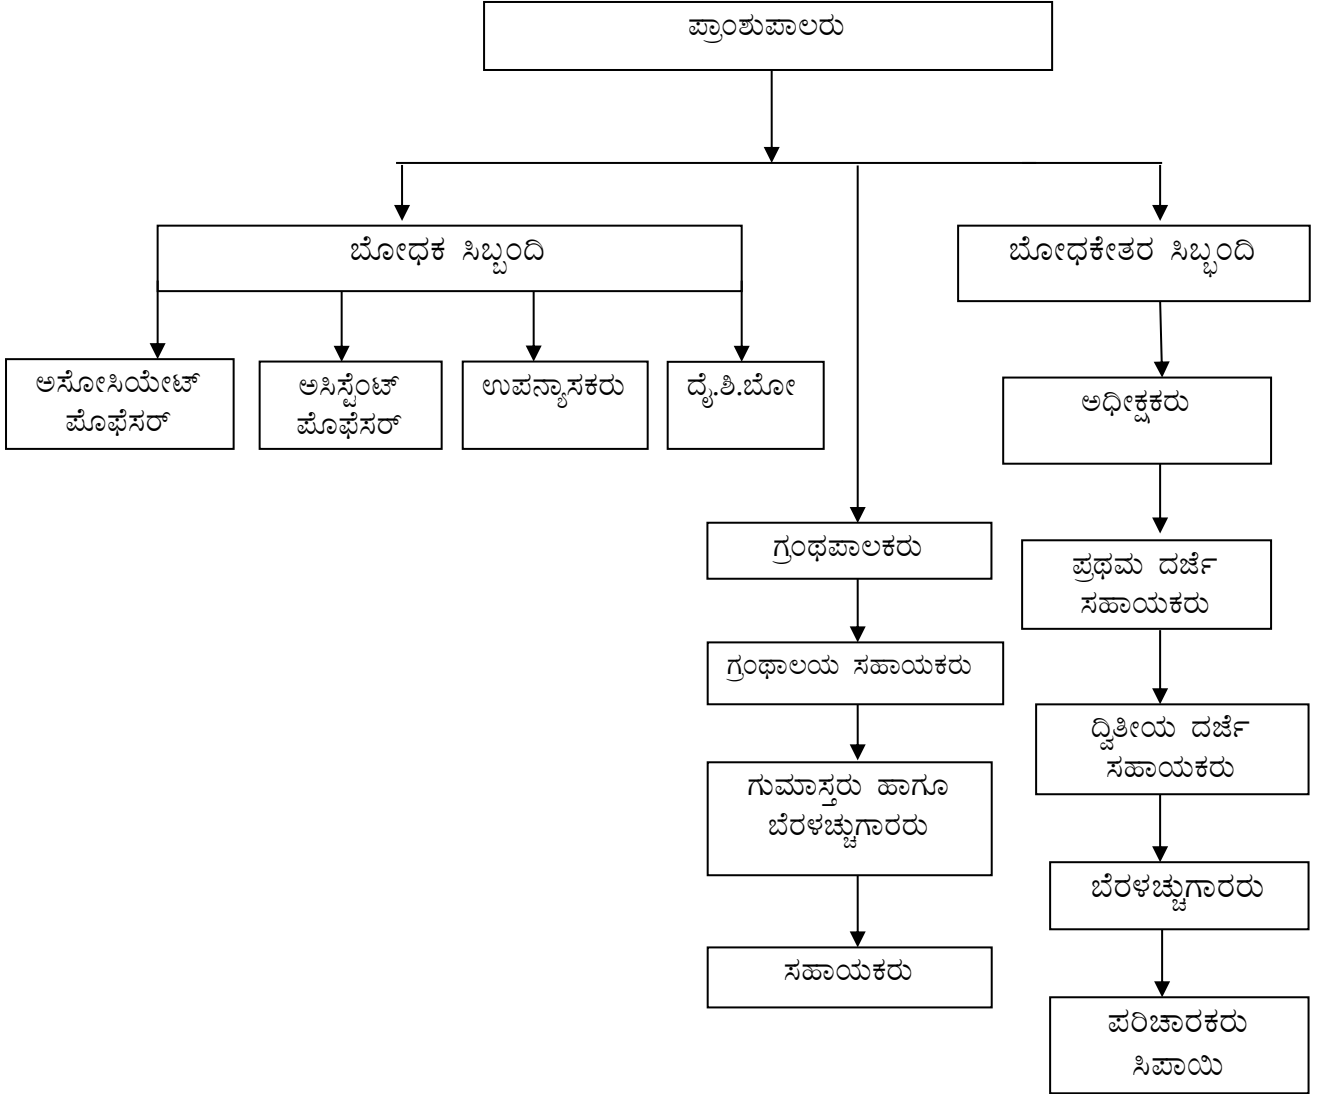 ಪ್ರಾಂಶುಪಾಲರು
ಬೋಧಕ ಸಿಬ್ಬಂದಿ
ಬೋಧಕೇತರ ಸಿಬ್ಭಂದಿ
ಅಸೋಸಿಯೇಟ್
ಪೊಫೆಸರ್
ಅಸಿಸ್ಟೆಂಟ್
ಪೊಫೆಸರ್
ಉಪನ್ಯಾಸಕರು
ದೈ.ಶಿ.ಬೋ
ಅಧೀಕ್ಷಕರು
ಗ್ರಂಥಪಾಲಕರು
ಪ್ರಥಮ ದರ್ಜೆ
ಸಹಾಯಕರು
ಗ್ರಂಥಾಲಯ ಸಹಾಯಕರು
ದ್ವಿತೀಯ ದರ್ಜೆ
ಸಹಾಯಕರು
ಗುಮಾಸ್ತರು ಹಾಗೂ
ಬೆರಳಚ್ಚುಗಾರರು
ಬೆರಳಚ್ಚುಗಾರರು
ಸಹಾಯಕರು
ಪರಿಚಾರಕರು
ಸಿಪಾಯಿ